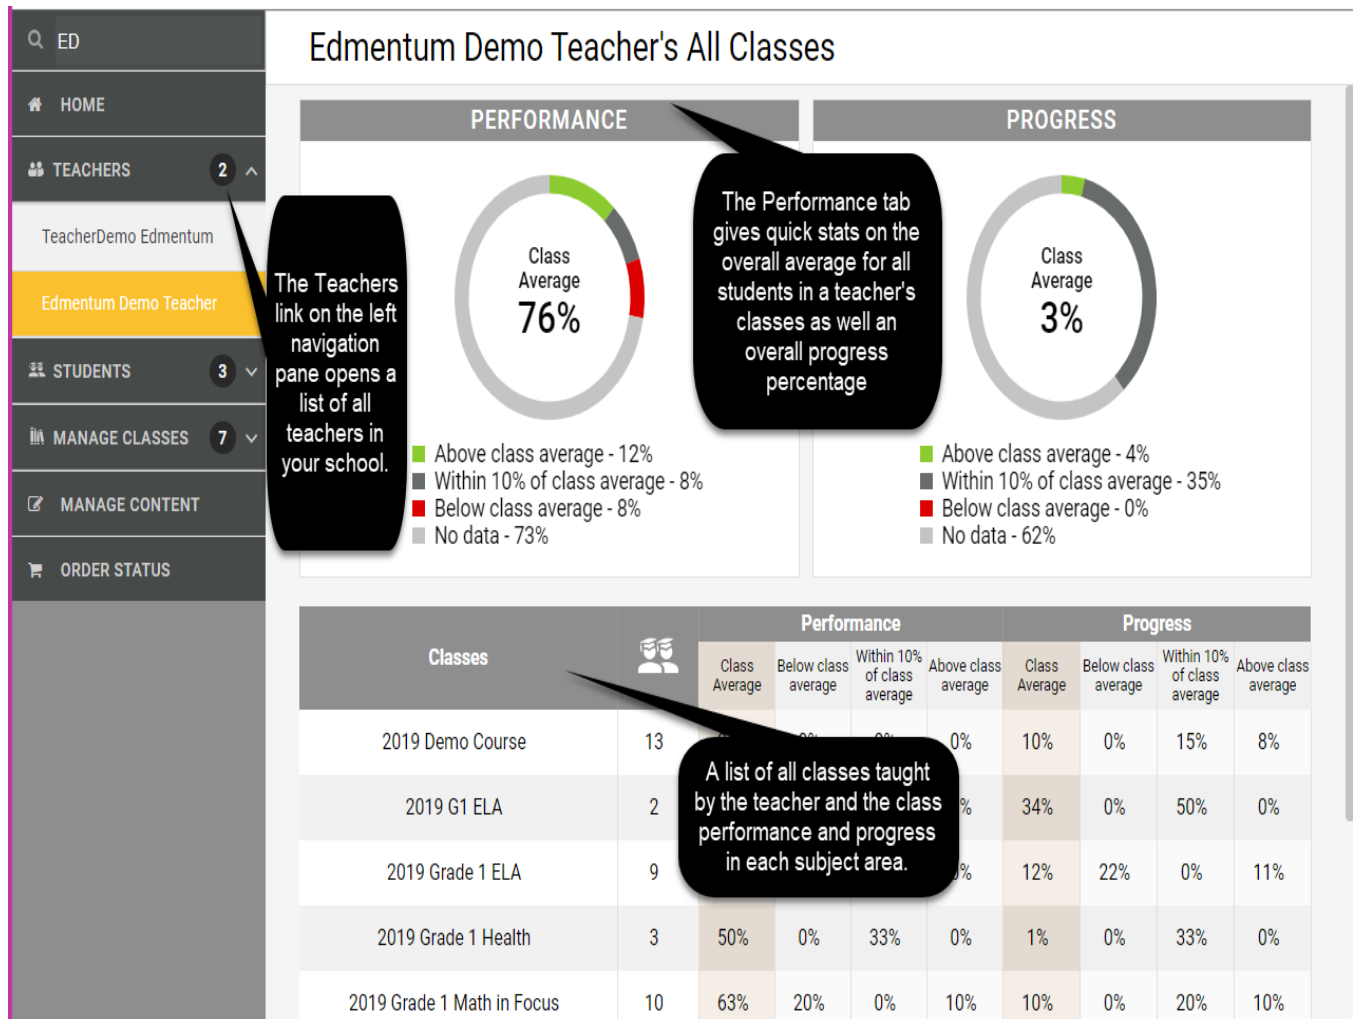 ED
Edmentum Demo Teacher's All Classes
HOME
TEACHERS 2
TeacherDemo Edmentum
Edmentum Demo Teacher
STUDENTS 3
MANAGE CLASSES 7
MANAGE CONTENT
ORDER STATUS
The Teachers
link on the left
navigation
pane opens a
list of all
teachers in
your school.
PERFORMANCE
Class
Average
76%
Above class average - 12%
Within 10% of class average - 8%
Below class average - 8%
No data - 73%
The Performance tab
gives quick stats on the
overall average for all
students in a teacher's
classes as well an
overall progress
percentage
PROGRESS
Class
Average
3%
Above class average - 4%
Within 10% of class average - 35%
Below class average - 0%
No data - 62%
Classes Performance Progress
Class Average Below class average Within 10% of class average Above class average Class Average Below class average Within 10% of class average Above class average
2019 Demo Course 13 0% 10% 0% 15% 8%
2019 G1 ELA 2 34% 0% 50% 0%
2019 Grade 1 ELA 9 12% 22% 0% 11%
2019 Grade 1 Health 3 50% 0% 33% 0% 1% 0% 33% 0%
2019 Grade 1 Math in Focus 10 63% 20% 0% 10% 10% 0% 20% 10%
A list of all classes taught
by the teacher and the class
performance and progress
in each subject area.